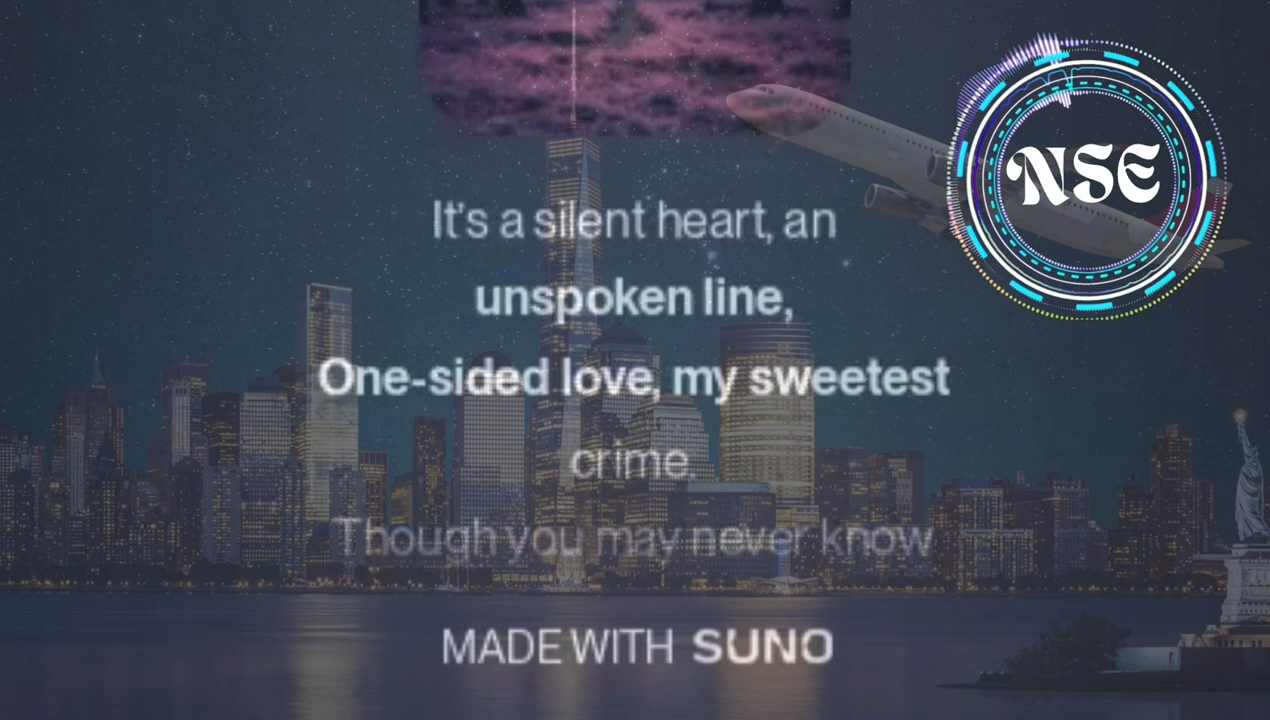 NSE
It's a silent heart, an
unspoken line,
One-sided love, my sweetest
crime.
Though you may never know
MADE WITH SUNO